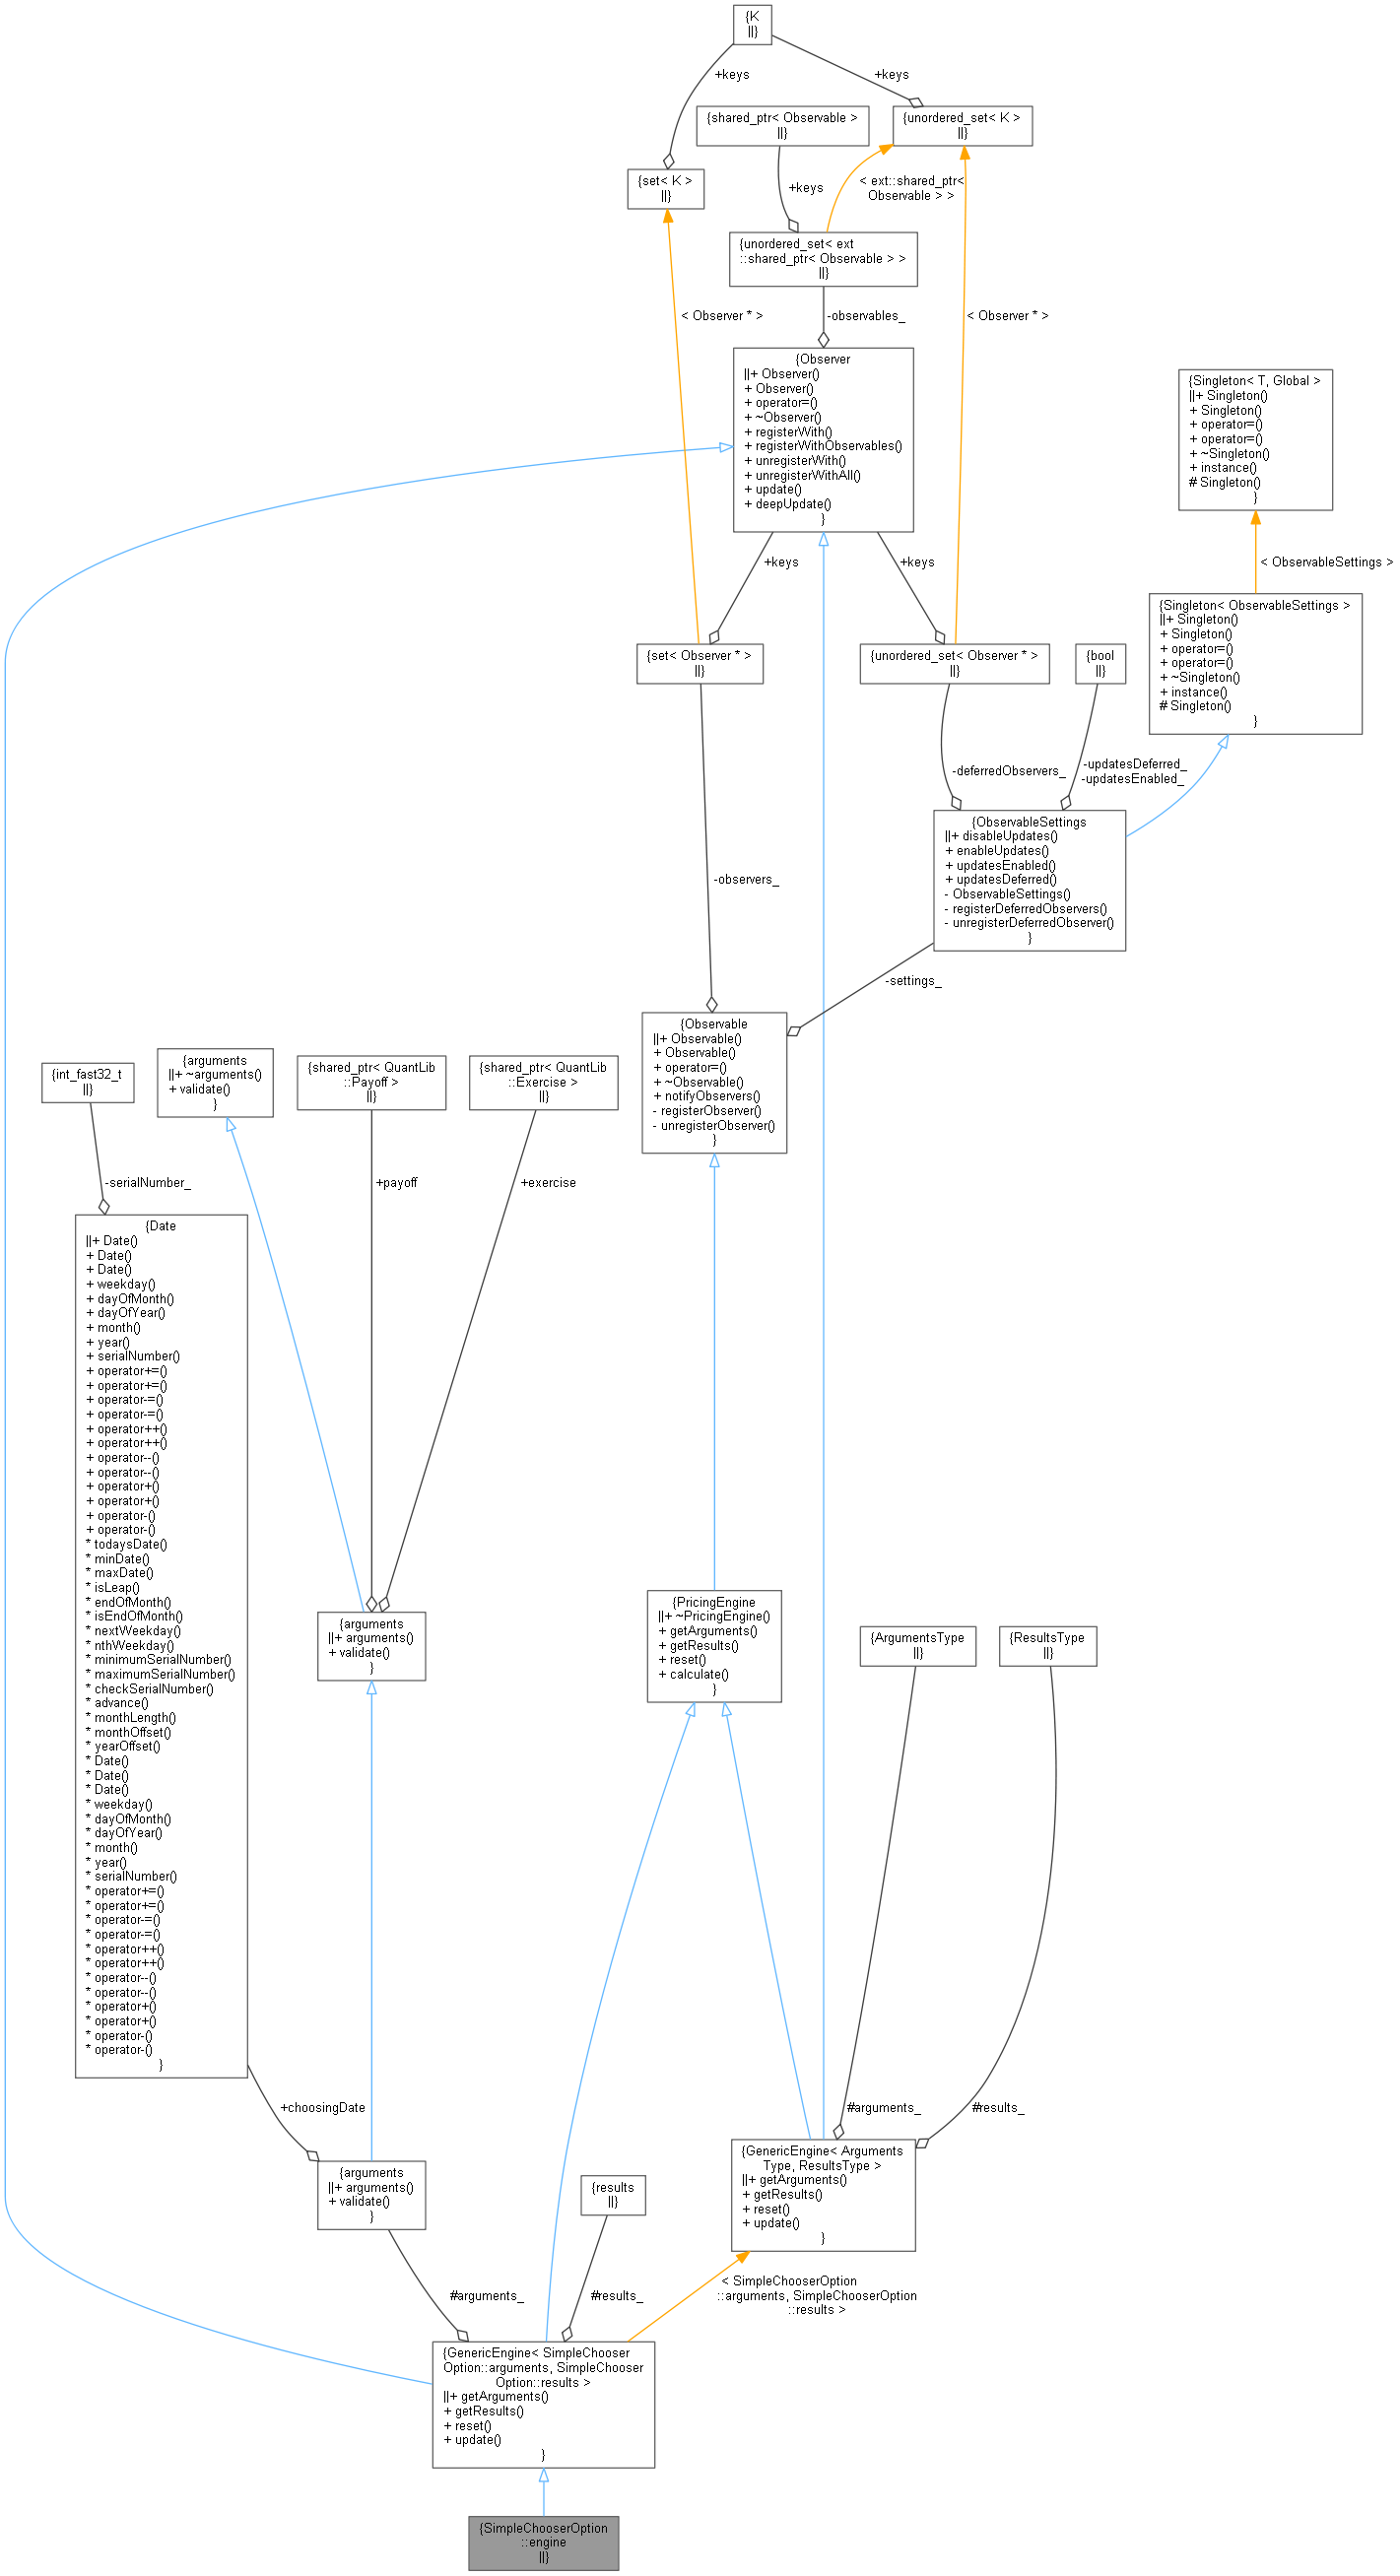 {K
||}
+keys
+keys
{shared_ptr< Observable >
||}
{unordered_set< K >
||}
{set< K >
||}
+keys
< ext::shared_ptr<
Observable > >
{unordered_set< ext
::shared_ptr< Observable > >
||}
< Observer * >
-observables_
< Observer * >
{Observer
||+ Observer()
+ Observer()
+ operator=()
+ ~Observer()
+ registerWith()
+ registerWithObservables()
+ unregisterWith()
+ unregisterWithAll()
+ update()
+ deepUpdate()
}
{Singleton< T, Global >
||+ Singleton()
+ Singleton()
+ operator=()
+ operator=()
+ ~Singleton()
+ instance()
# Singleton()
}
+keys
+keys
< ObservableSettings >
{Singleton< ObservableSettings >
||+ Singleton()
+ Singleton()
+ operator=()
+ operator=()
+ ~Singleton()
+ instance()
# Singleton()
}
{set< Observer * >
||}
{unordered_set< Observer * >
||}
{bool
||}
-deferredObservers_
-updatesDeferred_
-updatesEnabled_
{ObservableSettings
||+ disableUpdates()
+ enableUpdates()
+ updatesEnabled()
+ updatesDeferred()
- ObservableSettings()
- registerDeferredObservers()
- unregisterDeferredObserver()
}
-observers_
-settings_
{Observable
||+ Observable()
+ Observable()
+ operator=()
+ ~Observable()
+ notifyObservers()
- registerObserver()
- unregisterObserver()
}
{int_fast32_t
||}
{arguments
||+ ~arguments()
+ validate()
}
{shared_ptr< QuantLib
::Payoff >
||}
{shared_ptr< QuantLib
::Exercise >
||}
-serialNumber_
+payoff
+exercise
{Date
||+ Date()
+ Date()
+ Date()
+ weekday()
+ dayOfMonth()
+ dayOfYear()
+ month()
+ year()
+ serialNumber()
+ operator+=()
+ operator+=()
+ operator-=()
+ operator-=()
+ operator++()
+ operator++()
+ operator--()
+ operator--()
+ operator+()
+ operator+()
+ operator-()
+ operator-()
* todaysDate()
* minDate()
* maxDate()
* isLeap()
* endOfMonth()
* isEndOfMonth()
* nextWeekday()
* nthWeekday()
* minimumSerialNumber()
* maximumSerialNumber()
* checkSerialNumber()
* advance()
* monthLength()
* monthOffset()
* yearOffset()
* Date()
* Date()
* Date()
* weekday()
* dayOfMonth()
* dayOfYear()
* month()
* year()
* serialNumber()
* operator+=()
* operator+=()
* operator-=()
* operator-=()
* operator++()
* operator++()
* operator--()
* operator--()
* operator+()
* operator+()
* operator-()
* operator-()
}
{arguments
||+ arguments()
+ validate()
}
{PricingEngine
||+ ~PricingEngine()
+ getArguments()
+ getResults()
+ reset()
+ calculate()
}
{ArgumentsType
||}
{ResultsType
||}
+choosingDate
#arguments_
#results_
{arguments
||+ arguments()
+ validate()
}
{results
||}
{GenericEngine< Arguments
Type, ResultsType >
||+ getArguments()
+ getResults()
+ reset()
+ update()
}
#arguments_
#results_
< SimpleChooserOption
::arguments, SimpleChooserOption
::results >
{GenericEngine< SimpleChooser
Option::arguments, SimpleChooser
Option::results >
||+ getArguments()
+ getResults()
+ reset()
+ update()
}
{SimpleChooserOption
::engine
||}